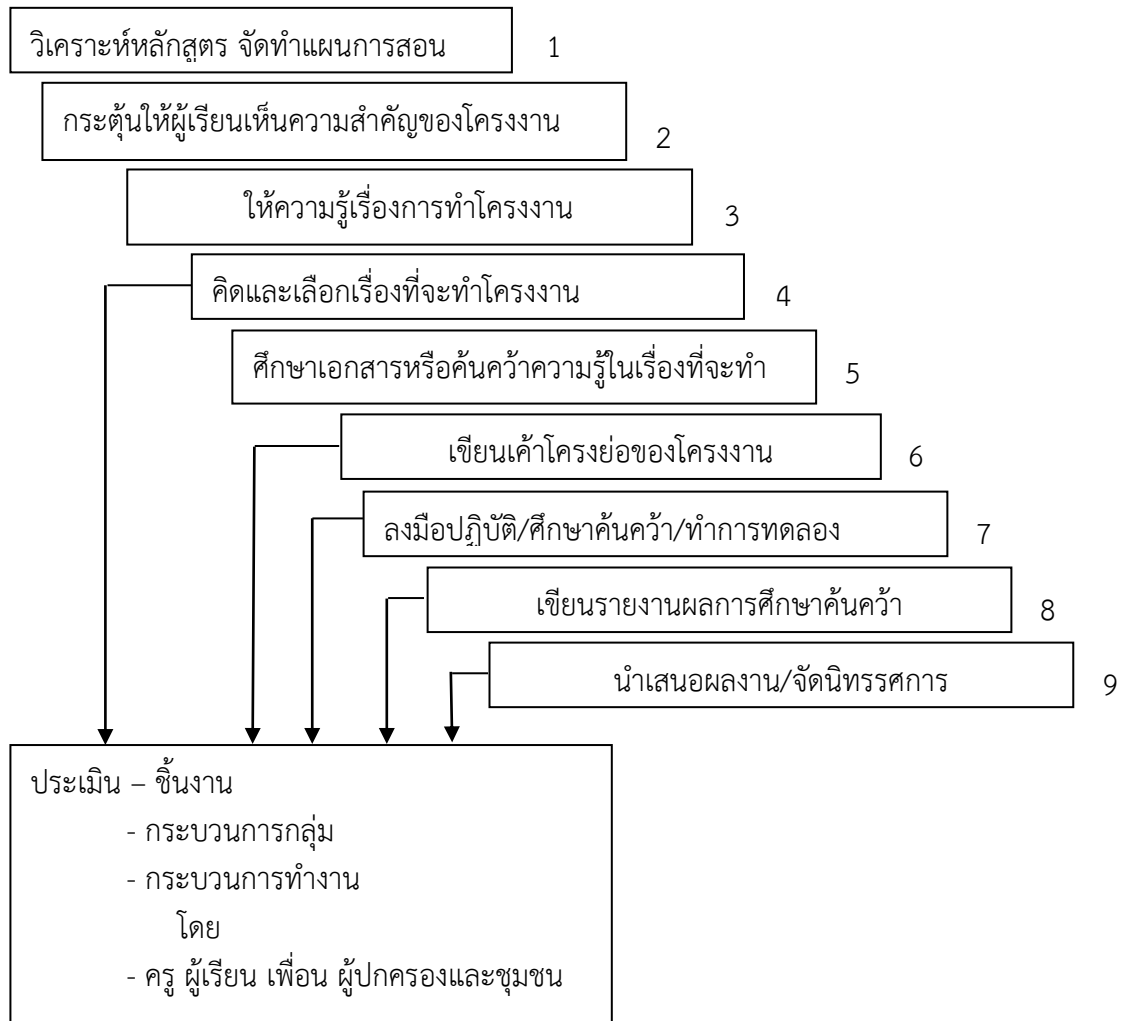 วิเคราะห์หลักสูตร จัดทำแผนการสอน 1
กระตุ้นให้ผู้เรียนเห็นความสำคัญของโครงงาน 2
ให้ความรู้เรื่องการทำโครงงาน 3
คิดและเลือกเรื่องที่จะทำโครงงาน 4
ศึกษาเอกสารหรือค้นคว้าความรู้ในเรื่องที่จะทำ 5
เขียนเค้าโครงย่อของโครงงาน 6
ลงมือปฏิบัติ/ศึกษาค้นคว้า/ทำการทดลอง 7
เขียนรายงานผลการศึกษาค้นคว้า 8
นำเสนอผลงาน/จัดนิทรรศการ 9
ประเมิน – ชิ้นงาน
- กระบวนการกลุ่ม
- กระบวนการทำงาน
โดย
- ครู ผู้เรียน เพื่อน ผู้ปกครองและชุมชน